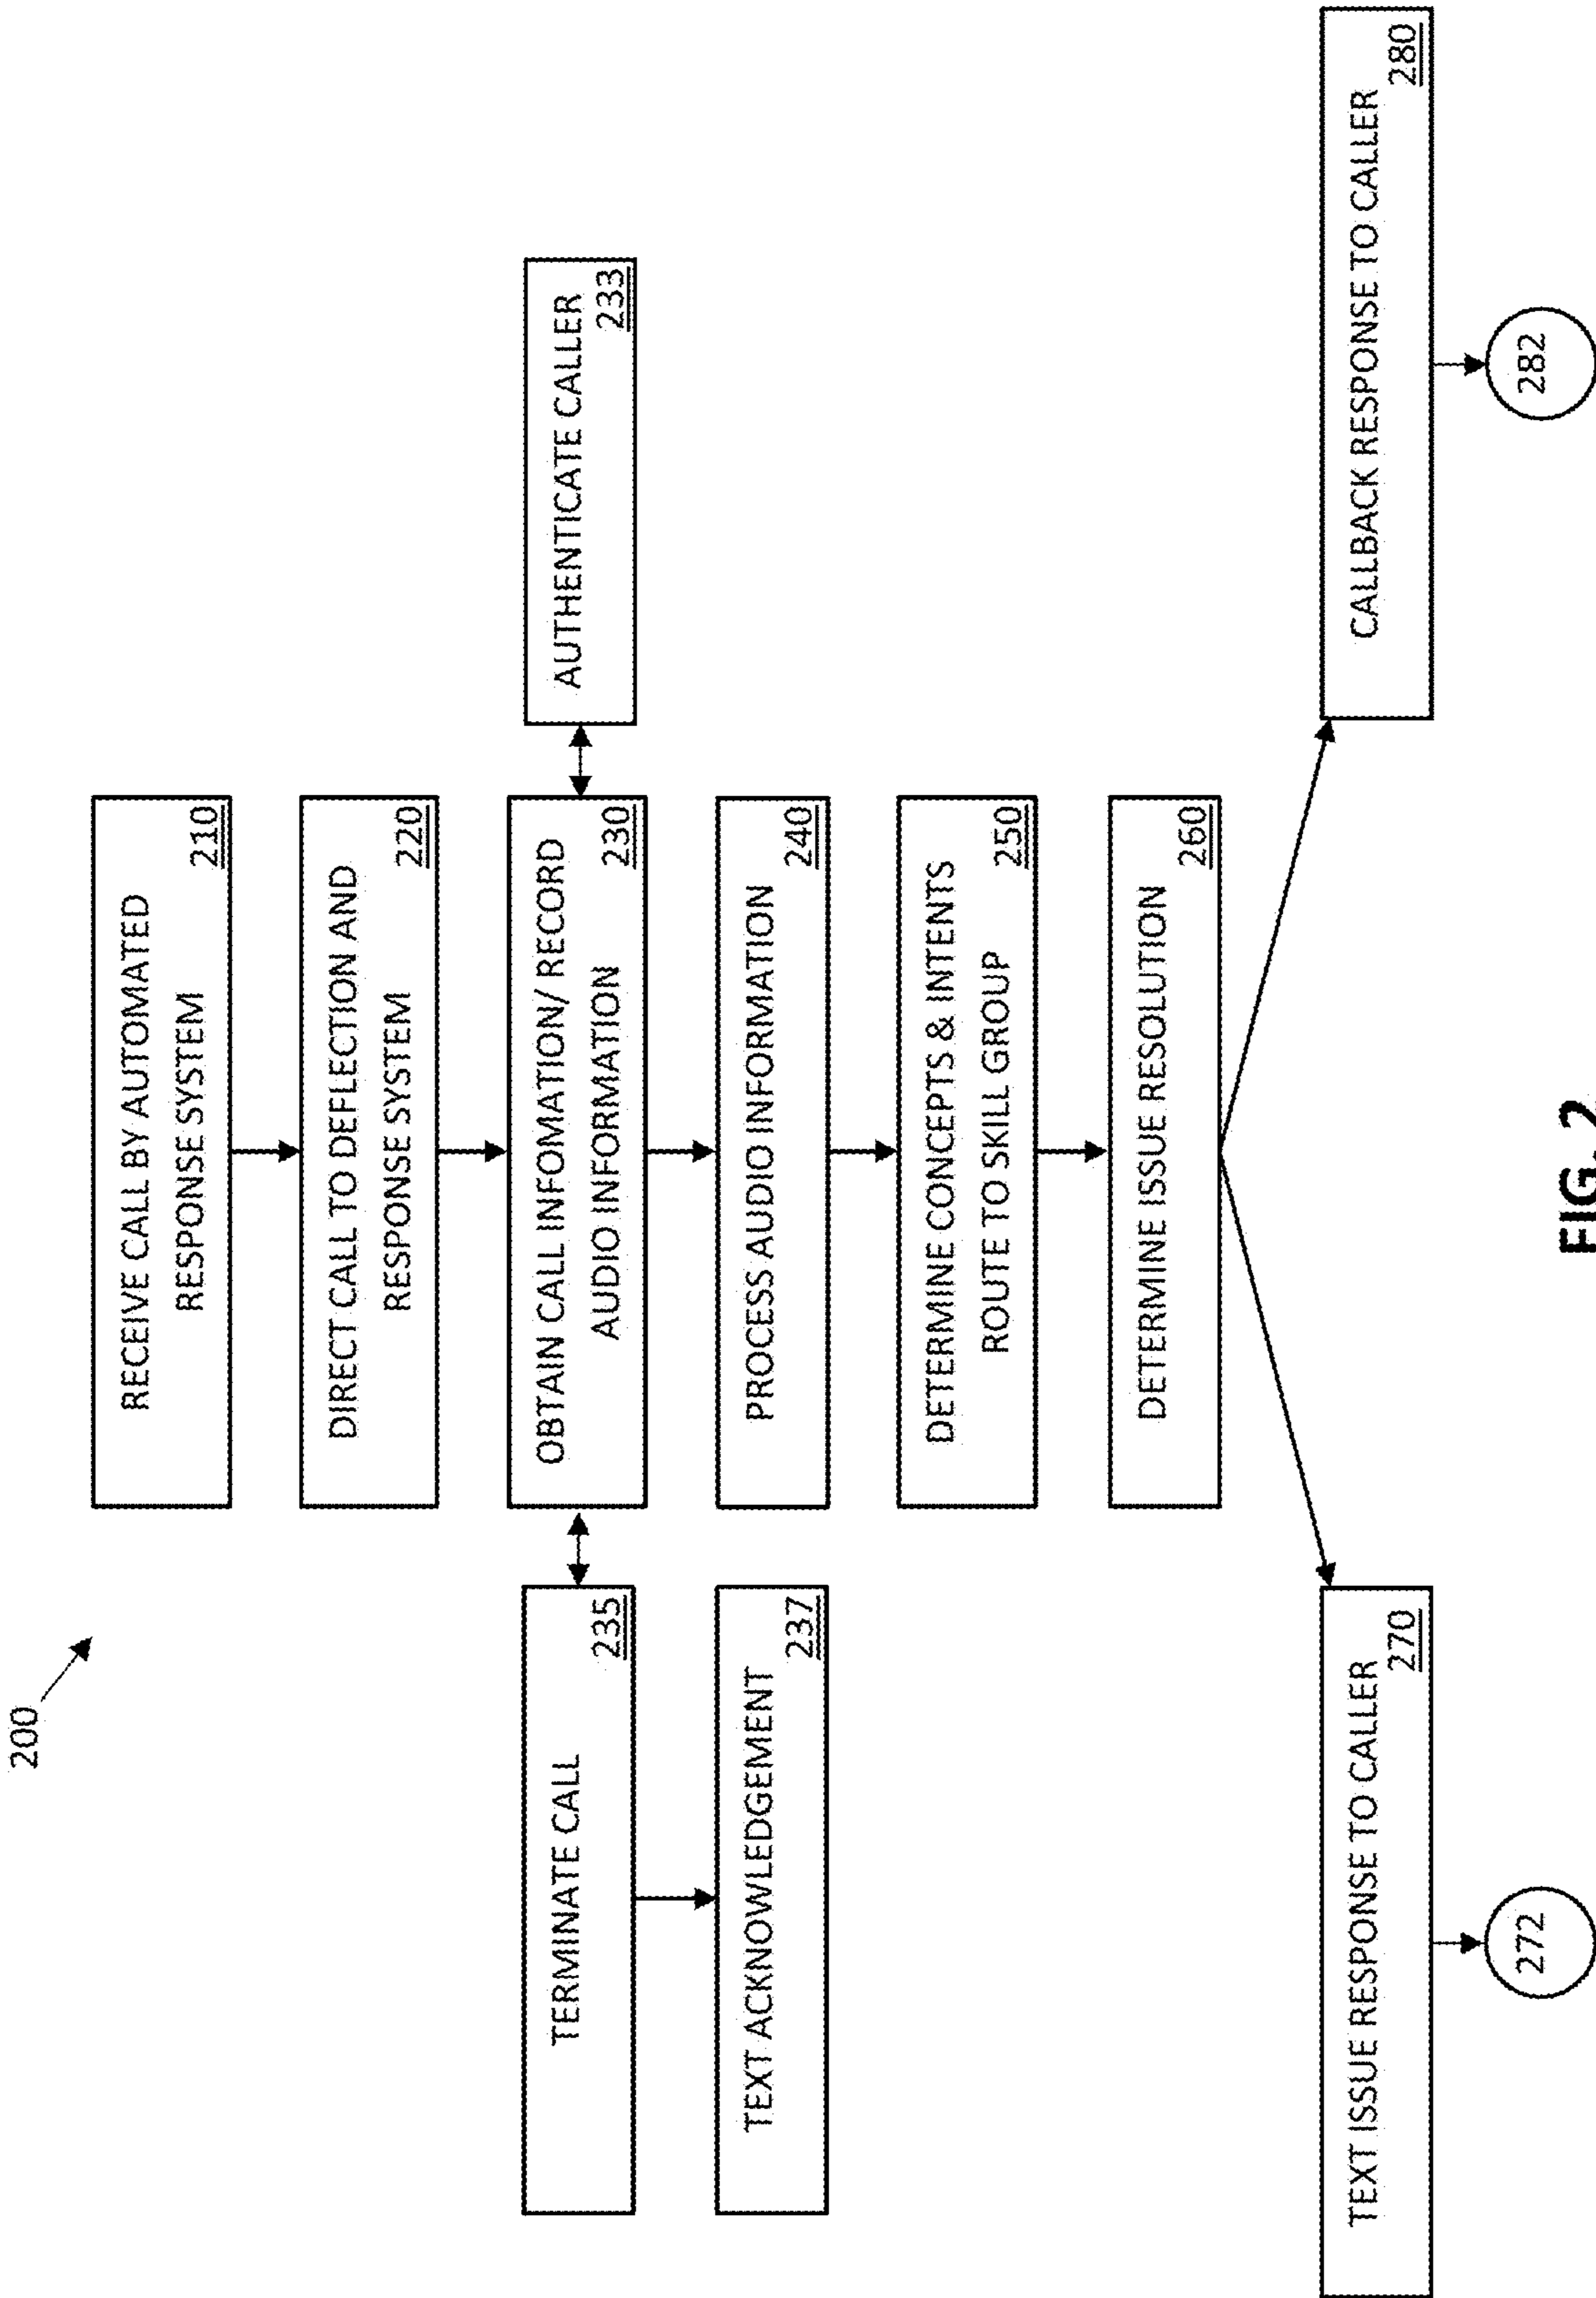 200
RECEIVE CALL BY AUTOMATED
RESPONSE SYSTEM
210
DIRECT CALL TO DEFLECTION AND
RESPONSE SYSTEM
220
TERMINATE CALL
235
OBTAIN CALL INFOMATION/ RECORD
AUDIO INFORMATION
230
AUTHENTICATE CALLER
233
TEXT ACKNOWLEDGEMENT
237
PROCESS AUDIO INFORMATION
240
DETERMINE CONCEPTS & INTENTS
ROUTE TO SKILL GROUP
250
DETERMINE ISSUE RESOLUTION
260
TEXT ISSUE RESPONSE TO CALLER
270
CALLBACK RESPONSE TO CALLER
280
272
282
FIG. 2